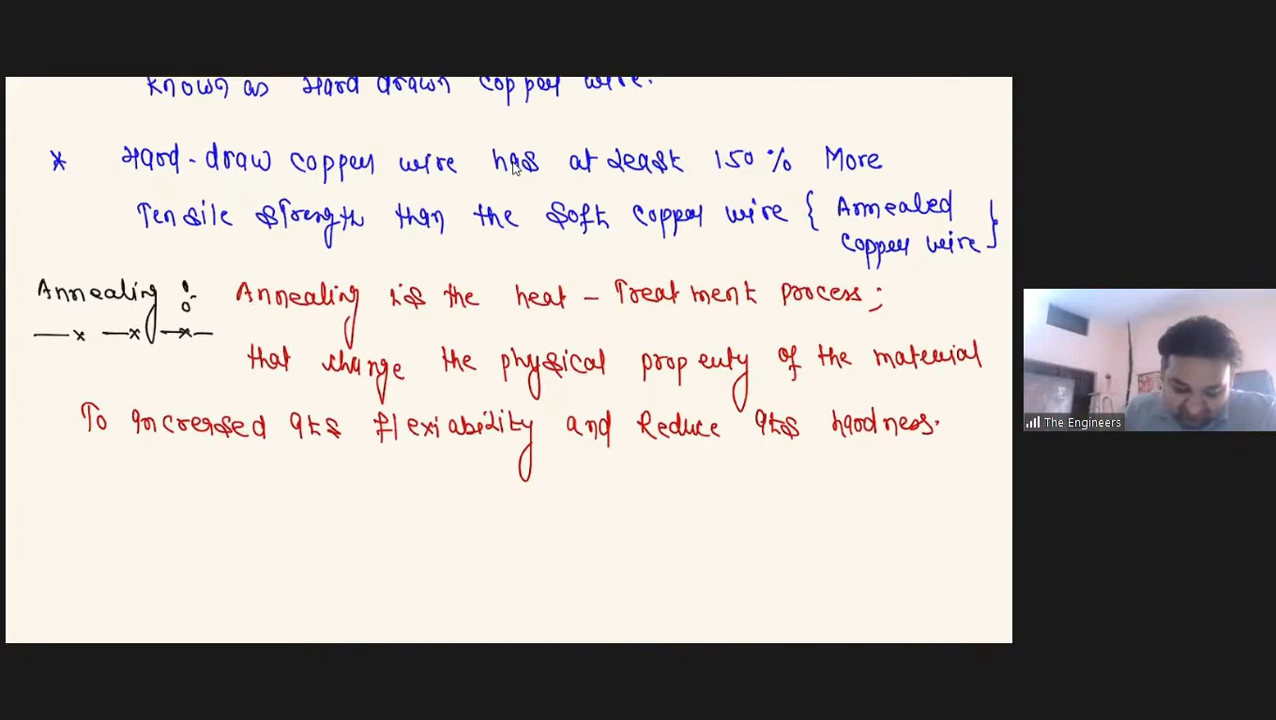 known as Hard drawn copper wire.
* Hard-draw copper wire has at least 150 % More
Tensile Strength than the soft copper wire { Annealed
copper wire }
Annealing : Annealing is the heat - Treatment process ;
that change the physical property of the material
To increased its flexiability and Reduce its hardness.
The Engineers